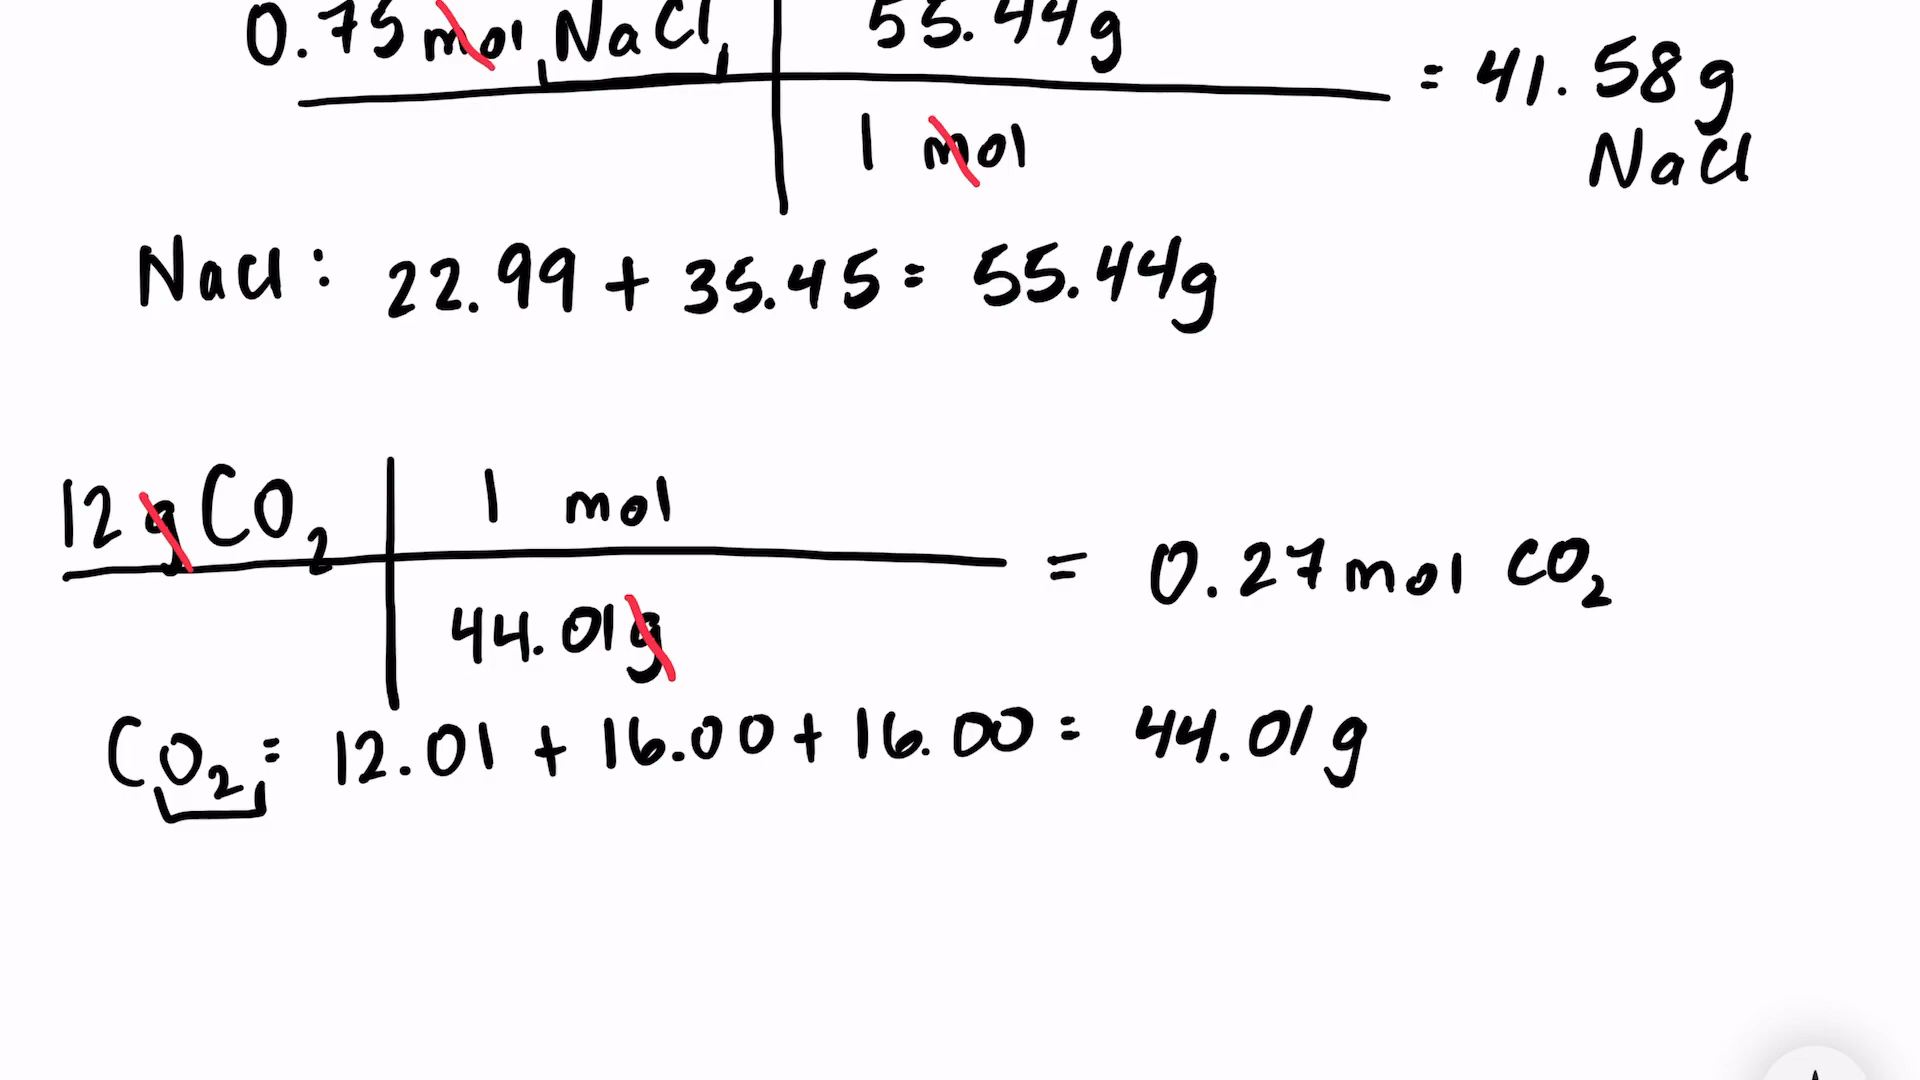 0.75 mol NaCl 55.44g
= 41.58g
1 mol
NaCl
NaCl: 22.99 + 35.45 = 55.44g
12 g CO₂ 1 mol
= 0.27 mol CO₂
44.01g
CO₂ = 12.01 + 16.00 + 16.00 = 44.01 g